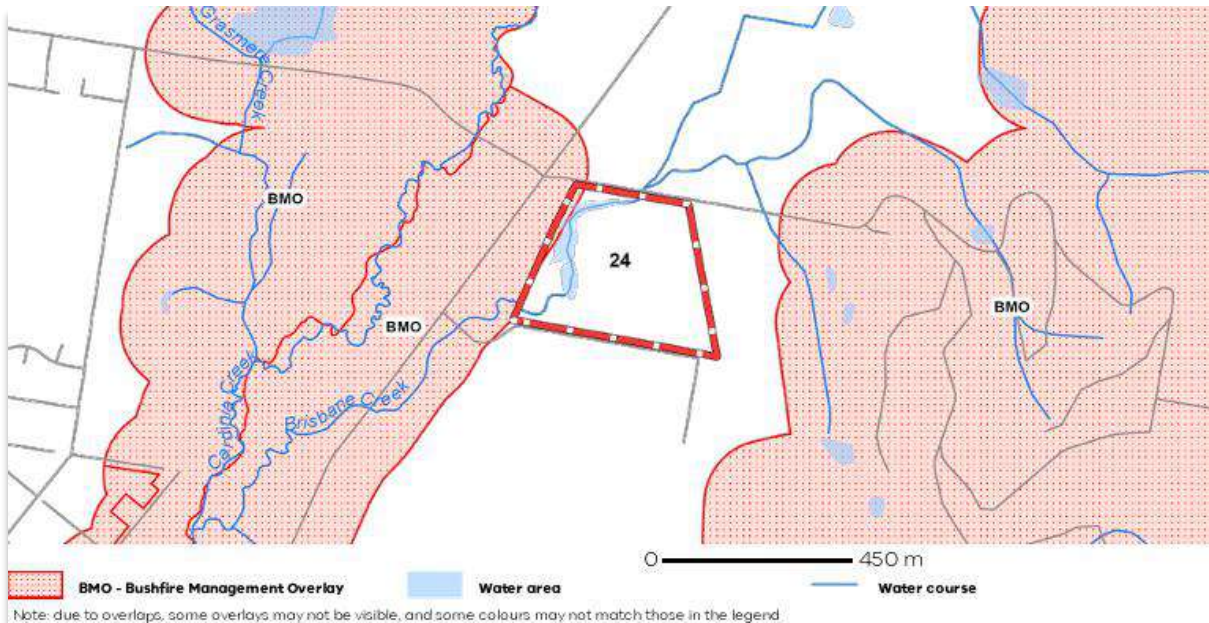 Grasmere Creek
BMO
24
BMO
BMO
Cardinia Creek
Brisbane Creek
0 450 m
BMO - Bushfire Management Overlay Water area Water course
Note: due to overlaps, some overlays may not be visible, and some colours may not match those in the legend